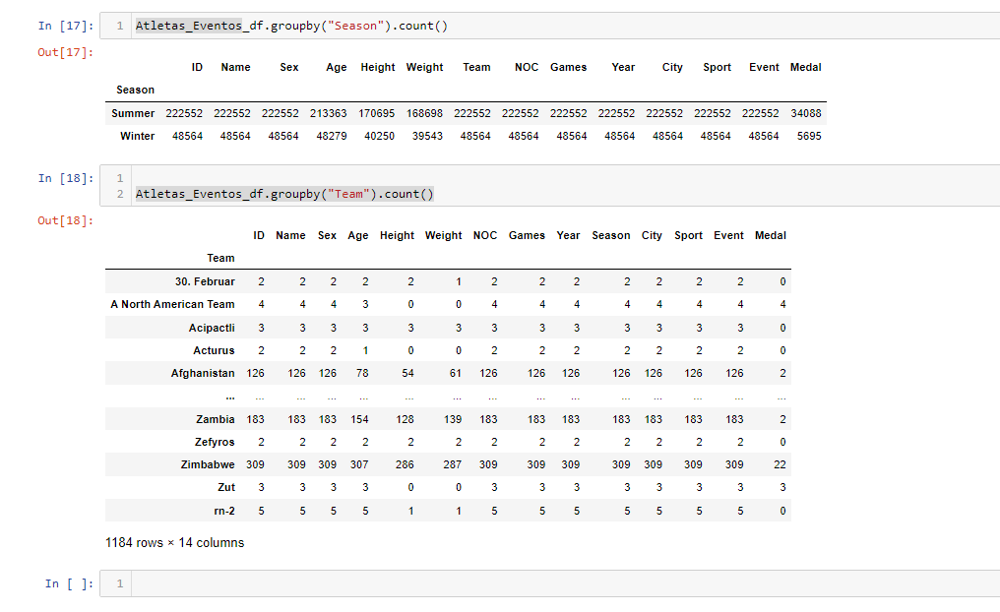 In [17]: 1 Atletas_Eventos_df.groupby("Season").count()
Out[17]:
ID Name Sex Age Height Weight Team NOC Games Year City Sport Event Medal
Season
Summer 222552 222552 222552 213363 170695 168698 222552 222552 222552 222552 222552 222552 222552 34088
Winter 48564 48564 48564 48279 40250 39543 48564 48564 48564 48564 48564 48564 48564 5695
In [18]: 1
2 Atletas_Eventos_df.groupby("Team").count()
Out[18]:
ID Name Sex Age Height Weight NOC Games Year Season City Sport Event Medal
Team
30. Februar 2 2 2 2 2 1 2 2 2 2 2 2 2 0
A North American Team 4 4 4 3 0 0 4 4 4 4 4 4 4 4
Acipactli 3 3 3 3 3 3 3 3 3 3 3 3 3 0
Acturus 2 2 2 1 0 0 2 2 2 2 2 2 2 0
Afghanistan 126 126 126 78 54 61 126 126 126 126 126 126 126 2
... ... ... ... ... ... ... ... ... ... ... ... ... ... ...
Zambia 183 183 183 154 128 139 183 183 183 183 183 183 183 2
Zefyros 2 2 2 2 2 2 2 2 2 2 2 2 2 0
Zimbabwe 309 309 309 307 286 287 309 309 309 309 309 309 309 22
Zut 3 3 3 3 0 0 3 3 3 3 3 3 3 3
rn-2 5 5 5 5 1 1 5 5 5 5 5 5 5 0
1184 rows × 14 columns
In [ ]: 1